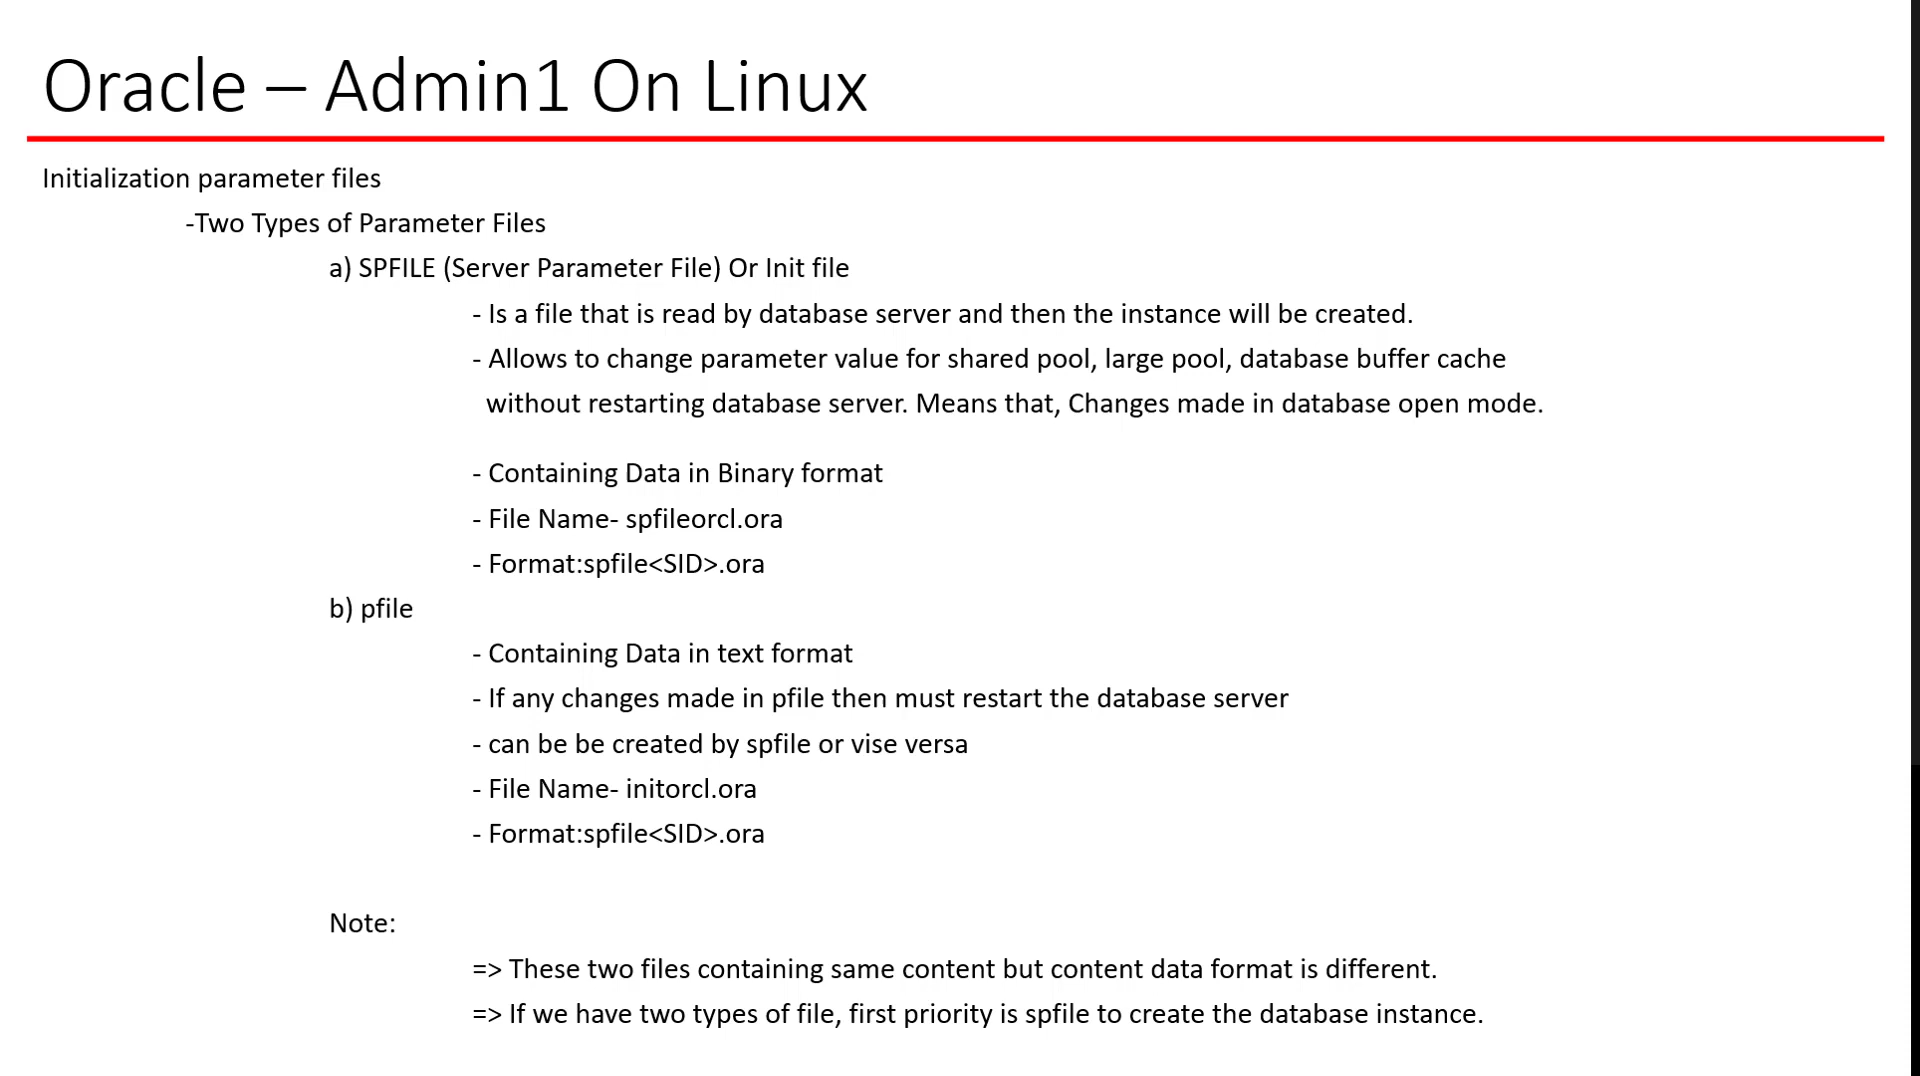 Oracle – Admin1 On Linux
Initialization parameter files
-Two Types of Parameter Files
a) SPFILE (Server Parameter File) Or Init file
- Is a file that is read by database server and then the instance will be created.
- Allows to change parameter value for shared pool, large pool, database buffer cache
without restarting database server. Means that, Changes made in database open mode.
- Containing Data in Binary format
- File Name- spfileorcl.ora
- Format:spfile<SID>.ora
b) pfile
- Containing Data in text format
- If any changes made in pfile then must restart the database server
- can be be created by spfile or vise versa
- File Name- initorcl.ora
- Format:spfile<SID>.ora
Note:
=> These two files containing same content but content data format is different.
=> If we have two types of file, first priority is spfile to create the database instance.